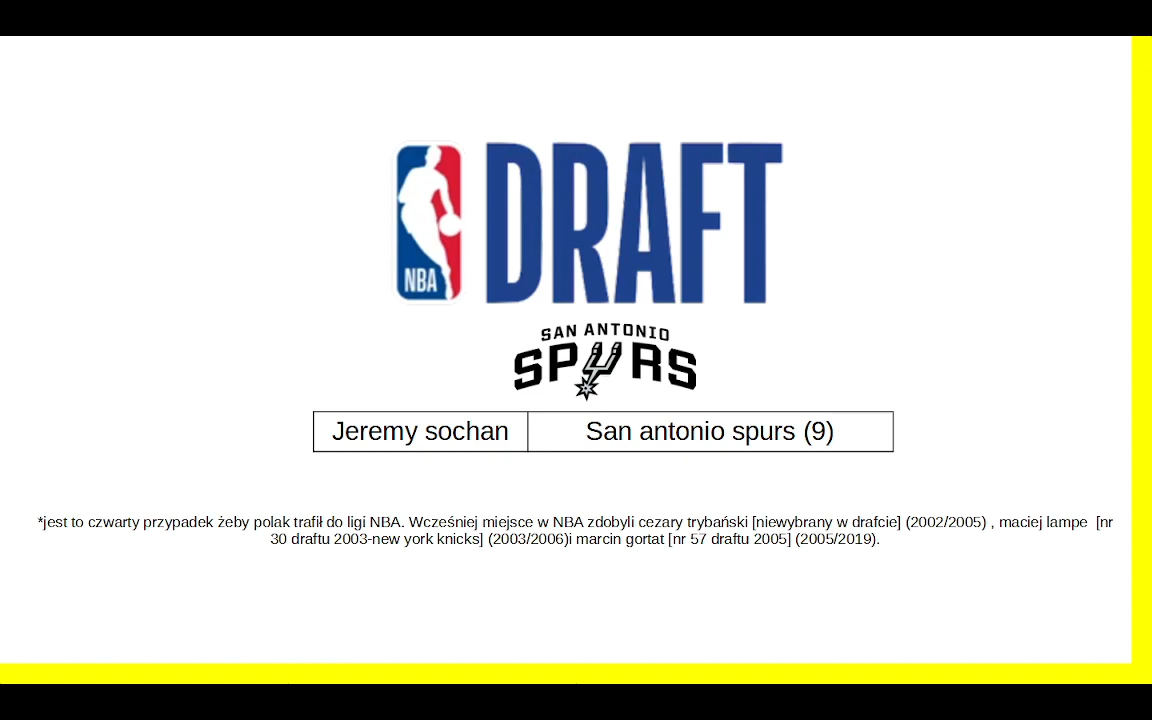 NBA
DRAFT
SAN ANTONIO
SPURS
Jeremy sochan San antonio spurs (9)
*jest to czwarty przypadek żeby polak trafił do ligi NBA. Wcześniej miejsce w NBA zdobyli cezary trybański [niewybrany w drafcie] (2002/2005) , maciej lampe [nr
30 draftu 2003-new york knicks] (2003/2006)i marcin gortat [nr 57 draftu 2005] (2005/2019).